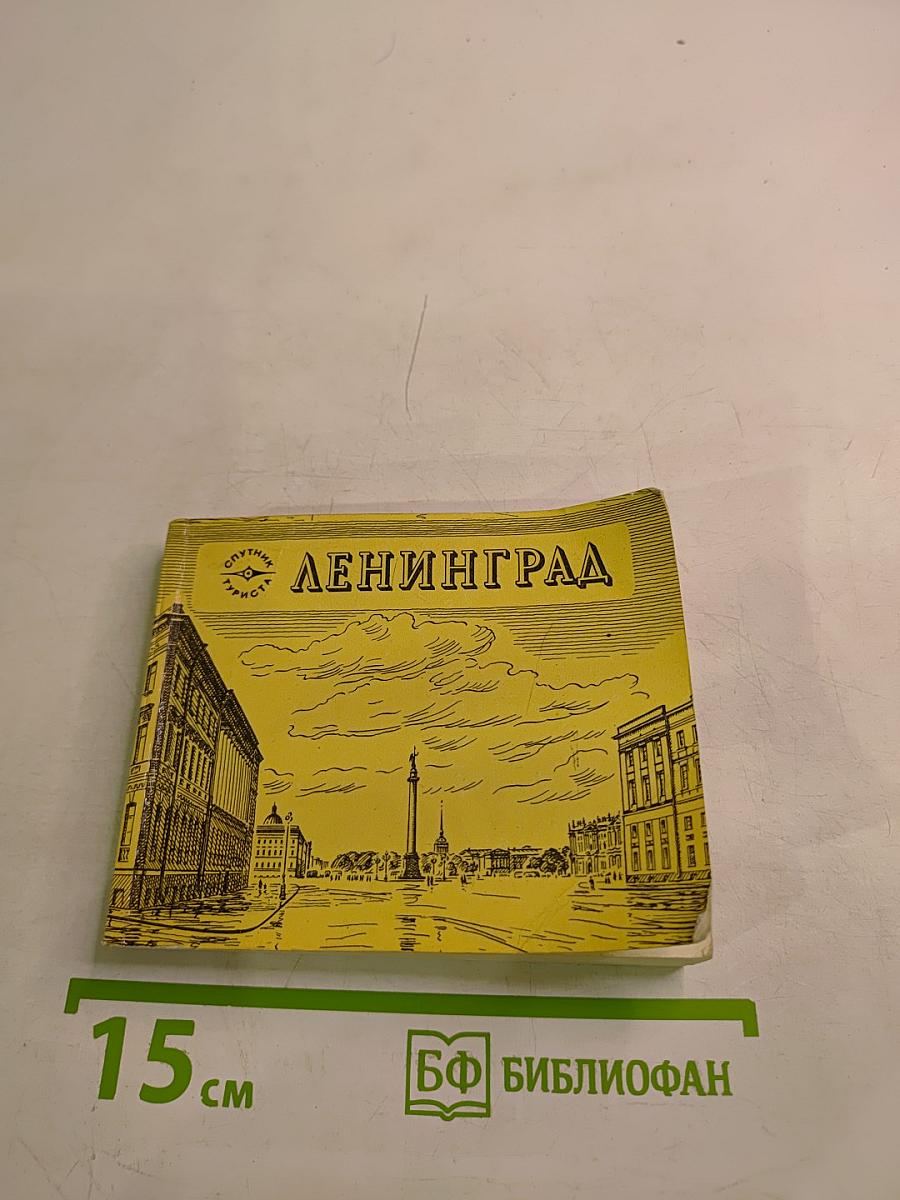 СПУТНИК
ТУРИСТА
ЛЕНИНГРАД
15 см
БФ БИБЛИОФАН